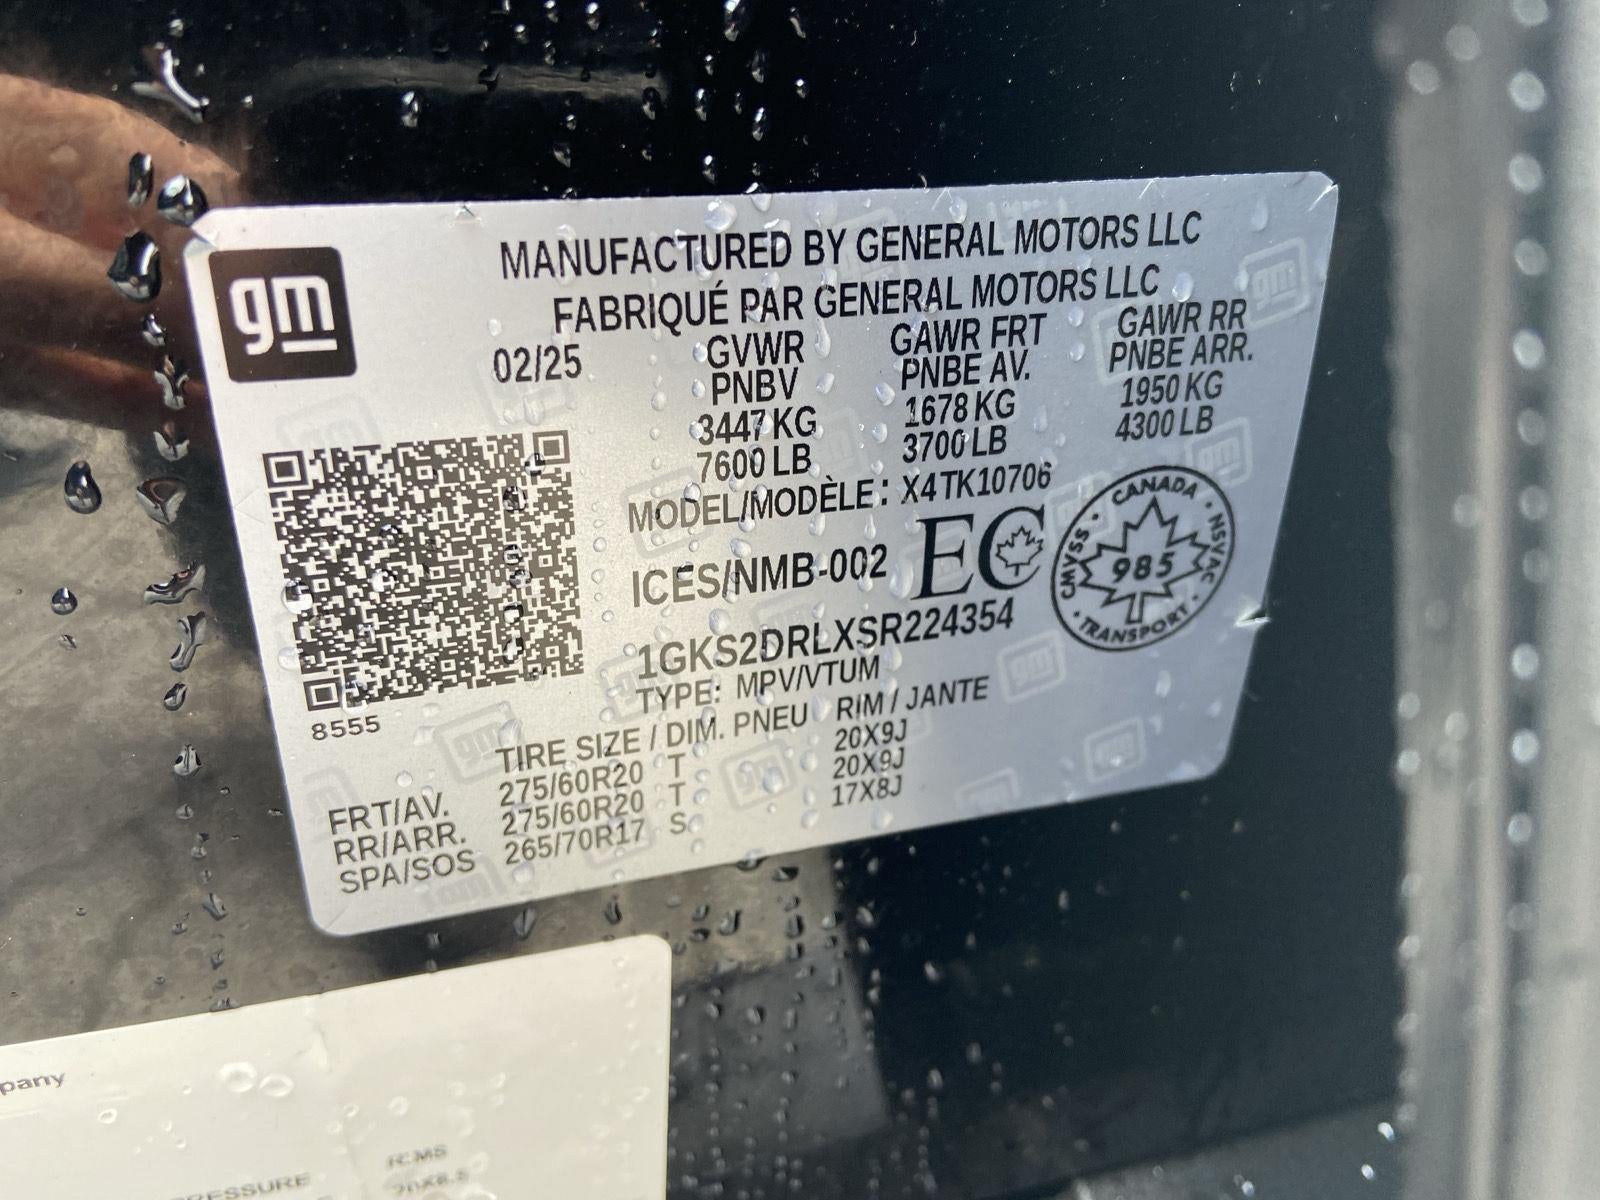 gm
MANUFACTURED BY GENERAL MOTORS LLC
FABRIQUÉ PAR GENERAL MOTORS LLC
02/25
GVWR GAWR FRT GAWR RR
PNBV PNBE AV. PNBE ARR.
3447 KG 1678 KG 1950 KG
7600 LB 3700 LB 4300 LB
MODEL/MODÈLE: X4TK10706
ICES/NMB-002 EC
CANADA
CMVSS 985 NSVAC
TRANSPORT
1GKS2DRLXSR224354
TYPE: MPV/VTUM
8555
TIRE SIZE / DIM. PNEU RIM / JANTE
FRT/AV. 275/60R20 T 20X9J
RR/ARR. 275/60R20 T 20X9J
SPA/SOS 265/70R17 S 17X8J
pany
RESSURE